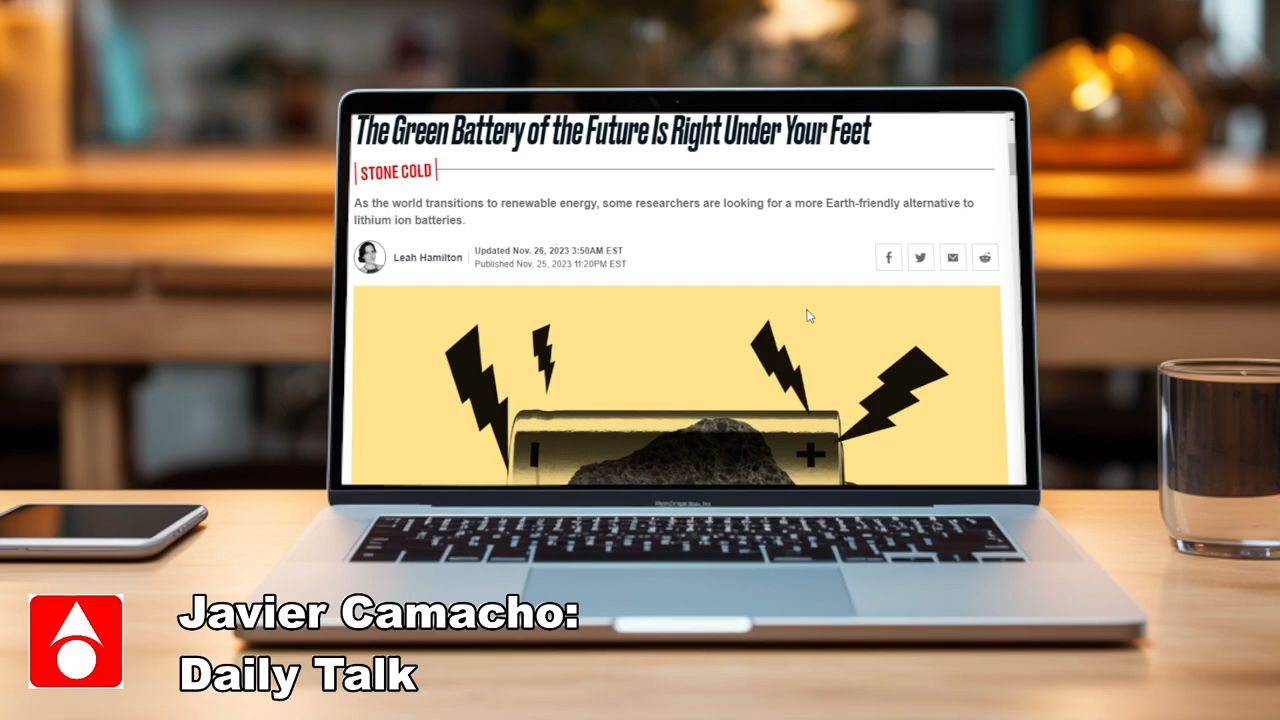 The Green Battery of the Future Is Right Under Your Feet
STONE COLD
As the world transitions to renewable energy, some researchers are looking for a more Earth-friendly alternative to
lithium ion batteries.
Leah Hamilton
Updated Nov. 26, 2023 3:50AM EST
Published Nov. 25, 2023 11:20PM EST
Javier Camacho:
Daily Talk